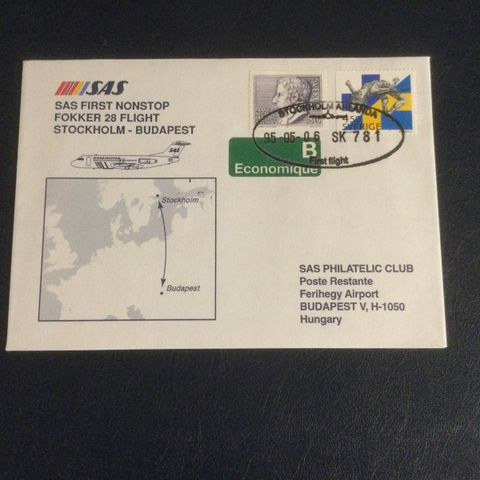 SAS
SAS FIRST NONSTOP
FOKKER 28 FLIGHT
STOCKHOLM - BUDAPEST
SAS
SVERIGE
STOCKHOLM ARLANDA
SVERIGE
95-05-06 SK 781
First flight
B
Economique
Stockholm
Budapest
SAS PHILATELIC CLUB
Poste Restante
Ferihegy Airport
BUDAPEST V, H-1050
Hungary